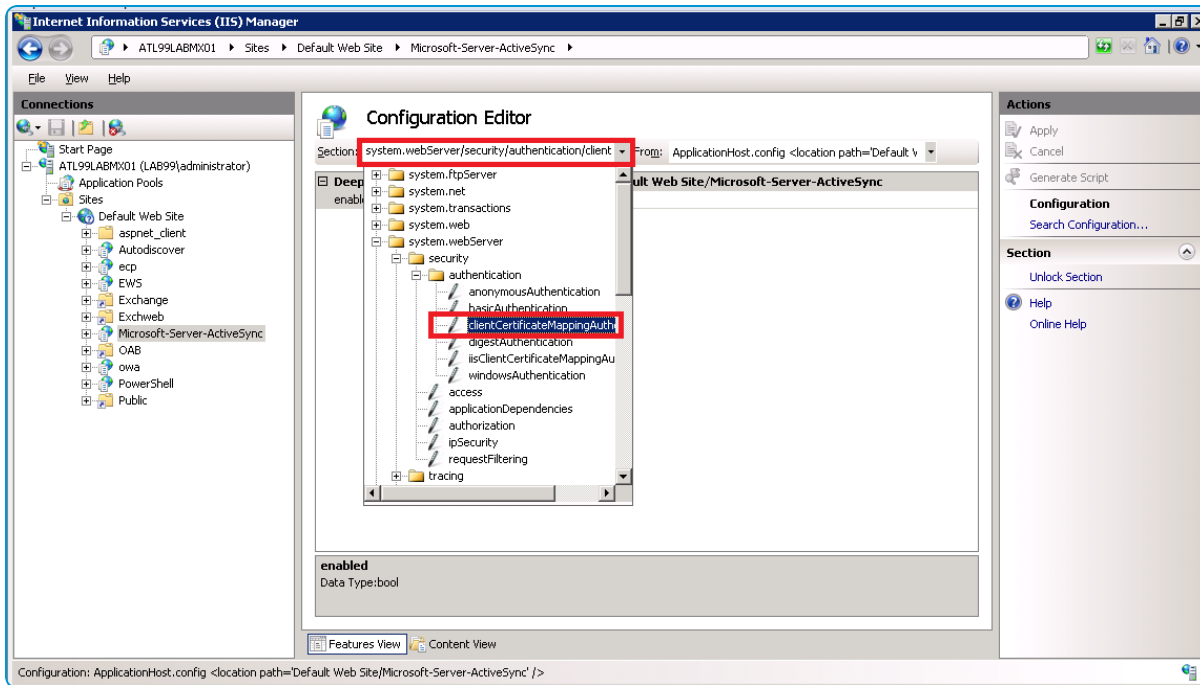 Internet Information Services (IIS) Manager
ATL99LABMX01 Sites Default Web Site Microsoft-Server-ActiveSync
File View Help
Connections
Start Page
ATL99LABMX01 (LAB99\administrator)
Application Pools
Sites
Default Web Site
aspnet_client
Autodiscover
ecp
EWS
Exchange
Exchweb
Microsoft-Server-ActiveSync
OAB
owa
PowerShell
Public
Configuration Editor
Section: system.webServer/security/authentication/client From: ApplicationHost.config <location path='Default
Deep ult Web Site/Microsoft-Server-ActiveSync
enabl
system.ftpServer
system.net
system.transactions
system.web
system.webServer
security
authentication
anonymousAuthentication
basicAuthentication
clientCertificateMappingAuth
digestAuthentication
iisClientCertificateMappingAu
windowsAuthentication
access
applicationDependencies
authorization
ipSecurity
requestFiltering
tracing
enabled
Data Type:bool
Features View Content View
Actions
Apply
Cancel
Generate Script
Configuration
Search Configuration...
Section
Unlock Section
Help
Online Help
Configuration: ApplicationHost.config <location path='Default Web Site/Microsoft-Server-ActiveSync' />